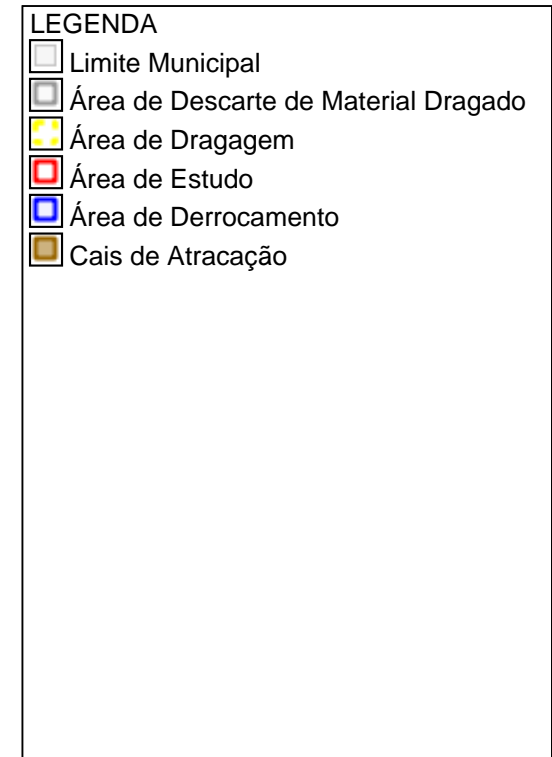 LEGENDA
Limite Municipal
Área de Descarte de Material Dragado
Área de Dragagem
Área de Estudo
Área de Derrocamento
Cais de Atracação